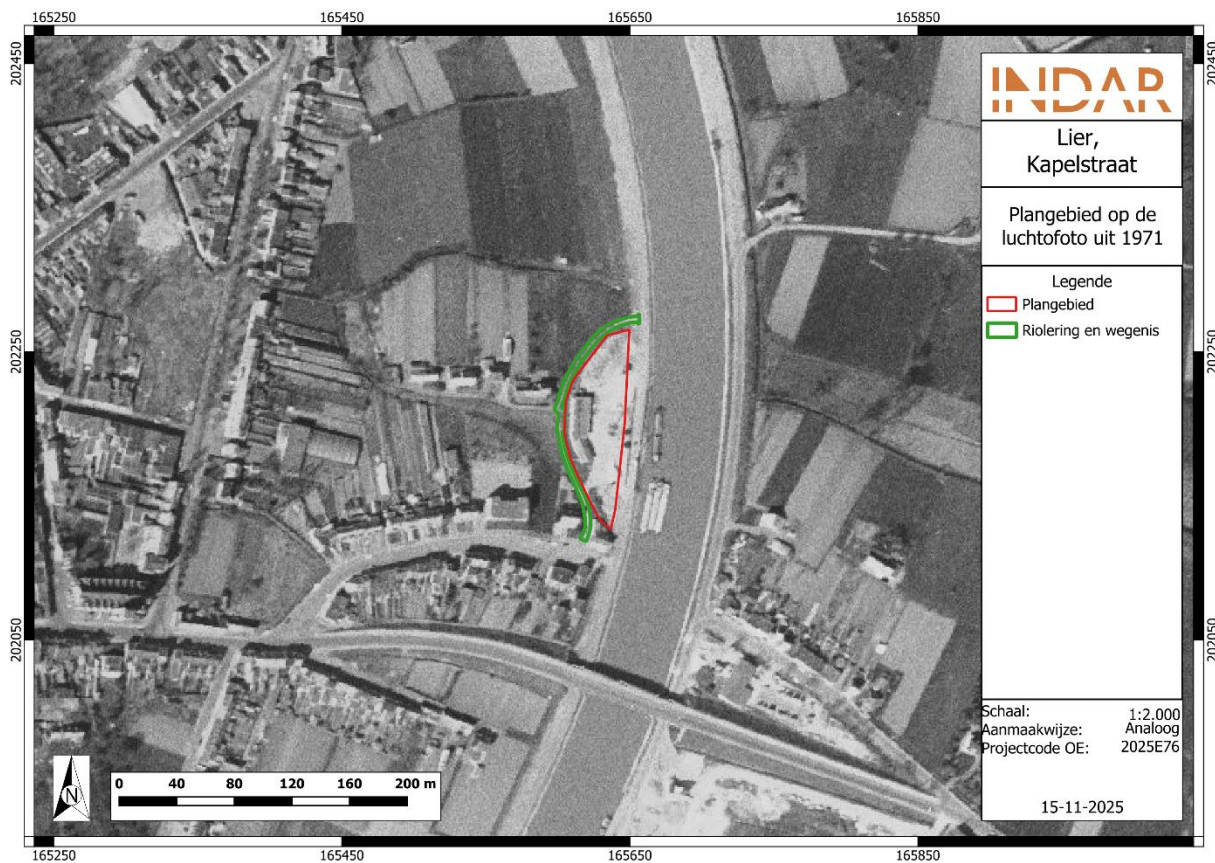 165250 165450 165650 165850
202450 202450
INDAR
Lier,
Kapelstraat
Plangebied op de
luchtofoto uit 1971
Legende
Plangebied
Riolering en wegenis
202250 202250
202050 202050
Schaal: 1:2.000
Aanmaakwijze: Analoog
Projectcode OE: 2025E76
15-11-2025
N
0 40 80 120 160 200 m
165250 165450 165650 165850